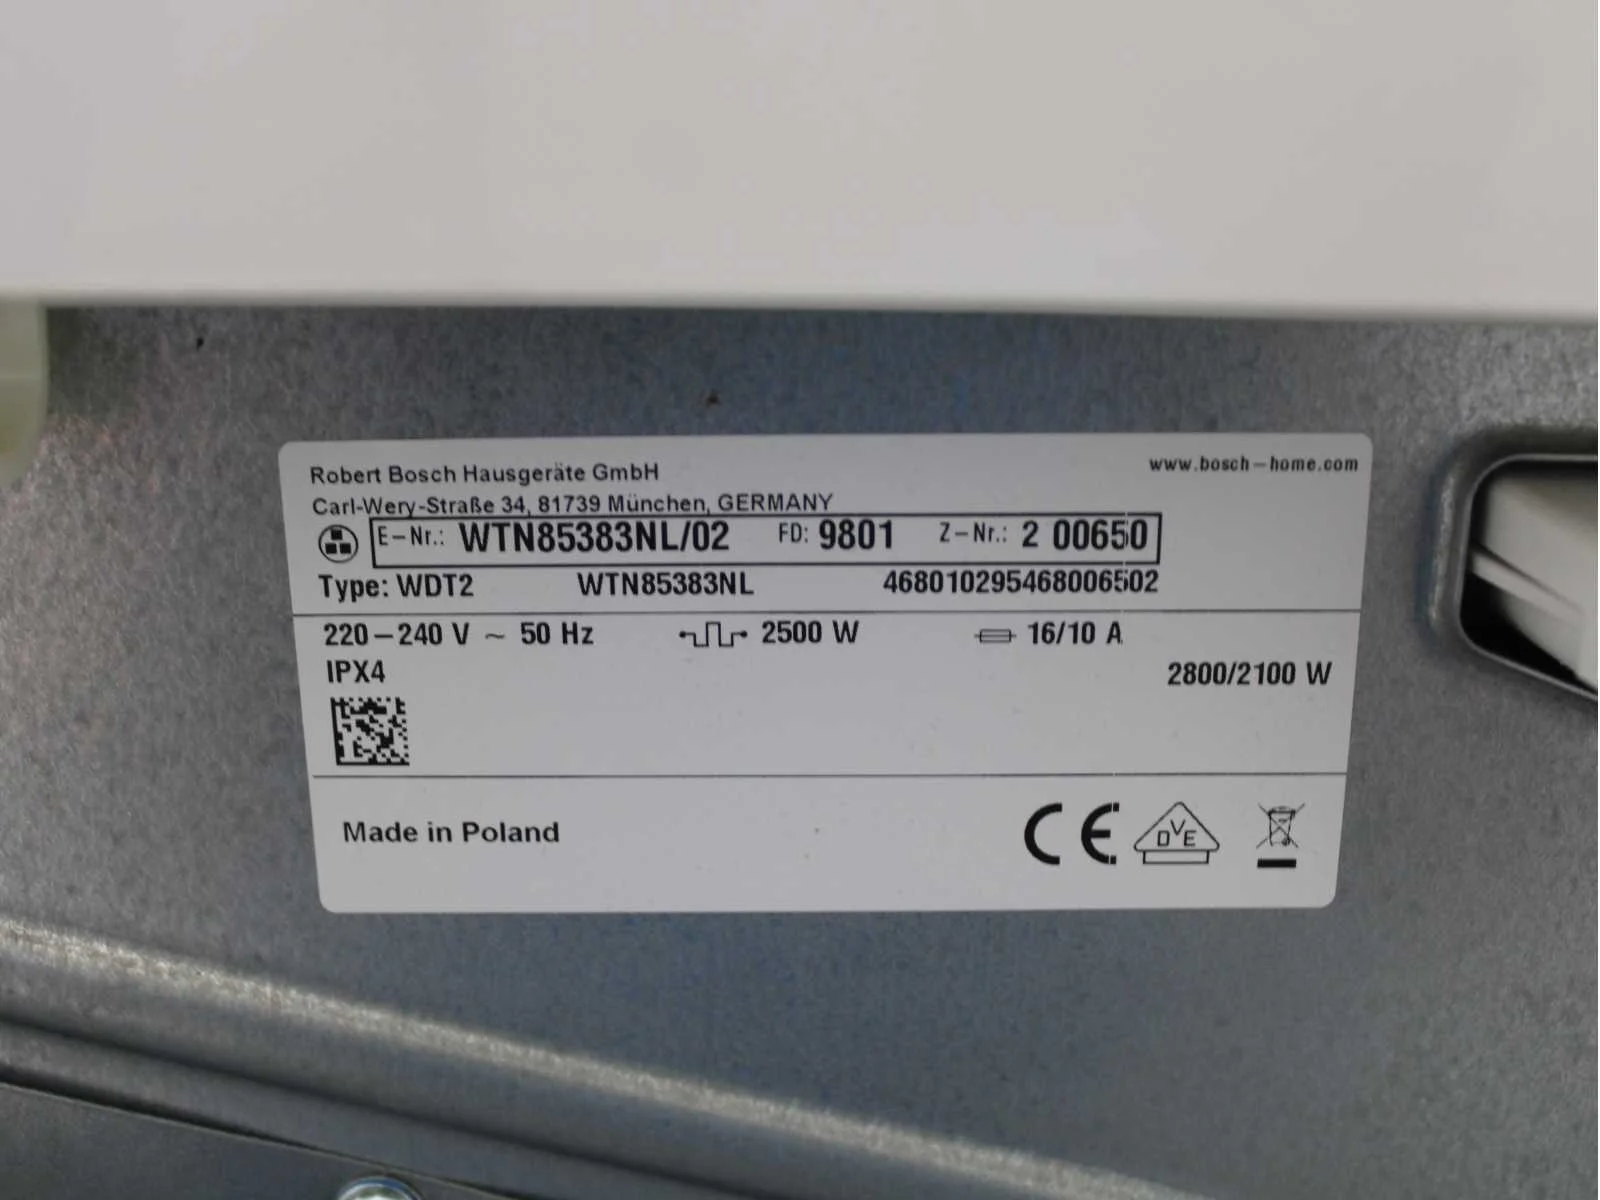 Robert Bosch Hausgeräte GmbH
www.bosch-home.com
Carl-Wery-Straße 34, 81739 München, GERMANY
E-Nr.: WTN85383NL/02 FD: 9801 Z-Nr.: 2 00650
Type: WDT2 WTN85383NL 468010295468006502
220-240 V ~ 50 Hz 2500 W 16/10 A
IPX4 2800/2100 W
Made in Poland CE DVE